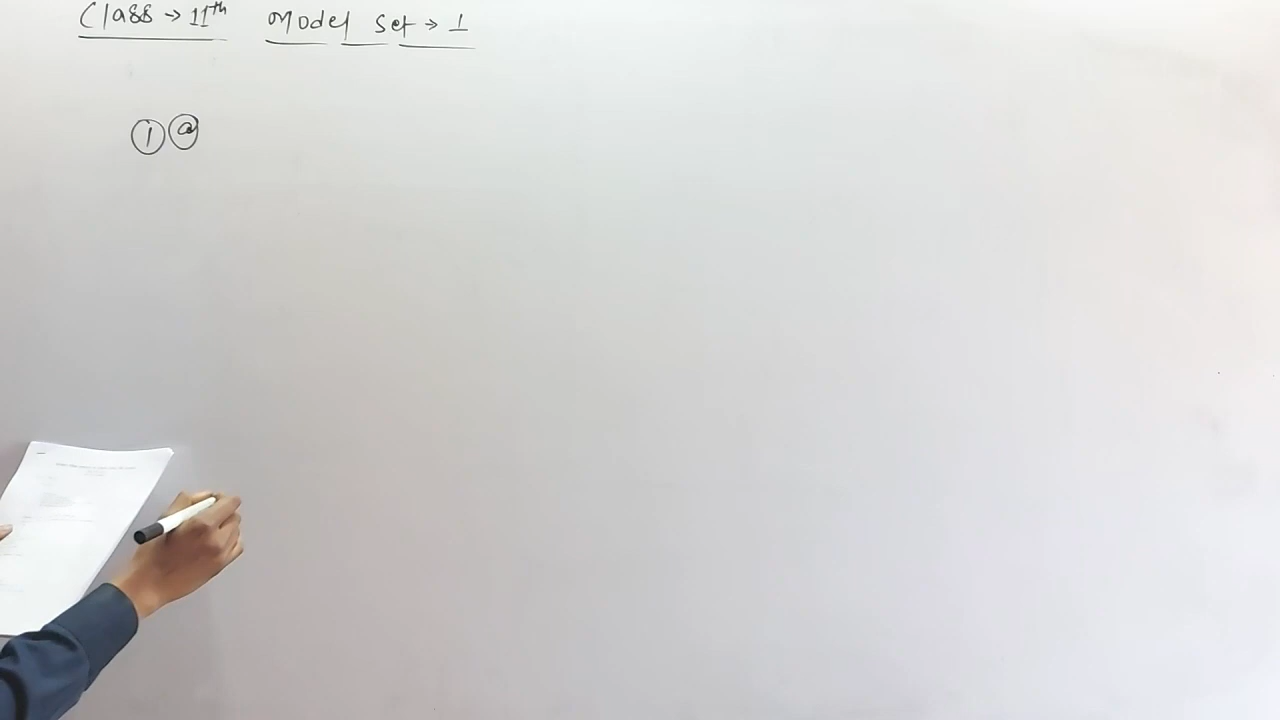 Class → 11th Model set → 1
1 a